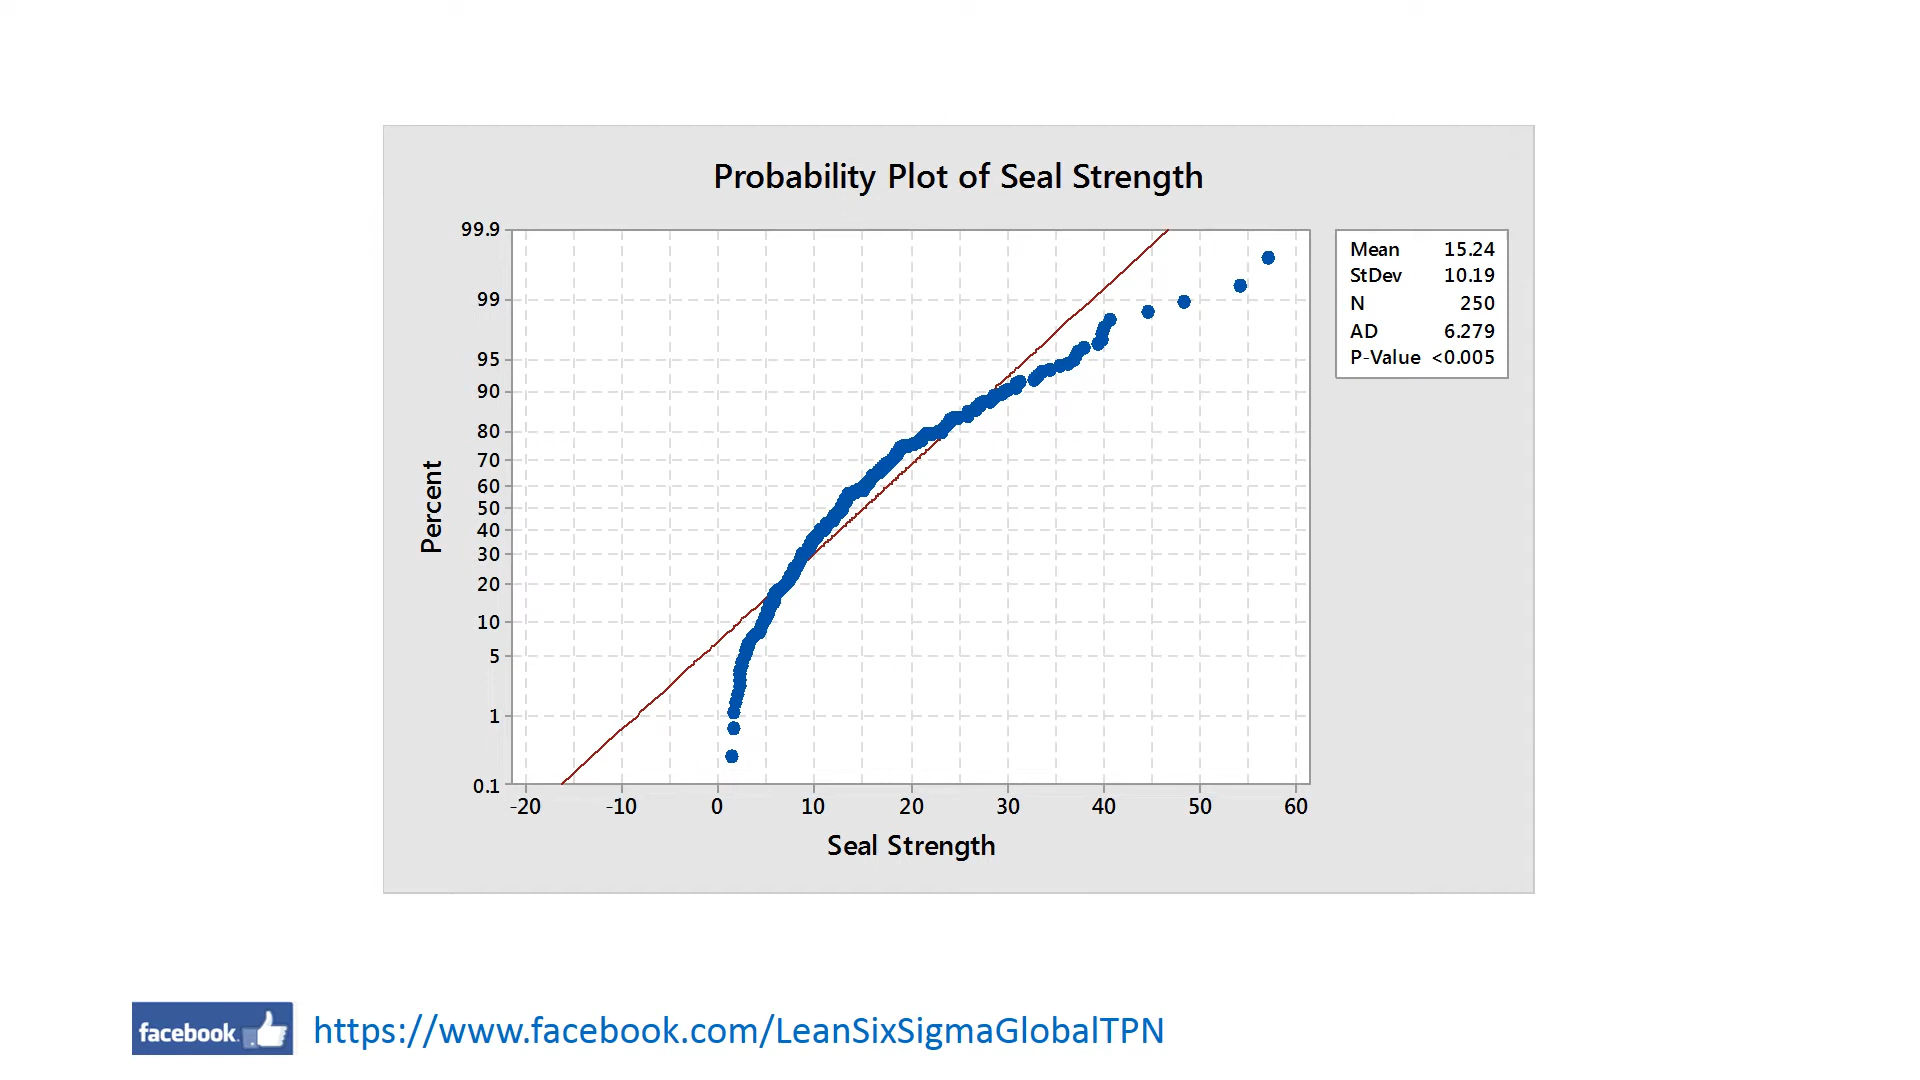 Probability Plot of Seal Strength
99.9
99
95
90
80
70
60
50
40
30
20
10
5
1
0.1
Percent
-20 -10 0 10 20 30 40 50 60
Seal Strength
Mean 15.24
StDev 10.19
N 250
AD 6.279
P-Value <0.005
facebook.
https://www.facebook.com/LeanSixSigmaGlobalTPN